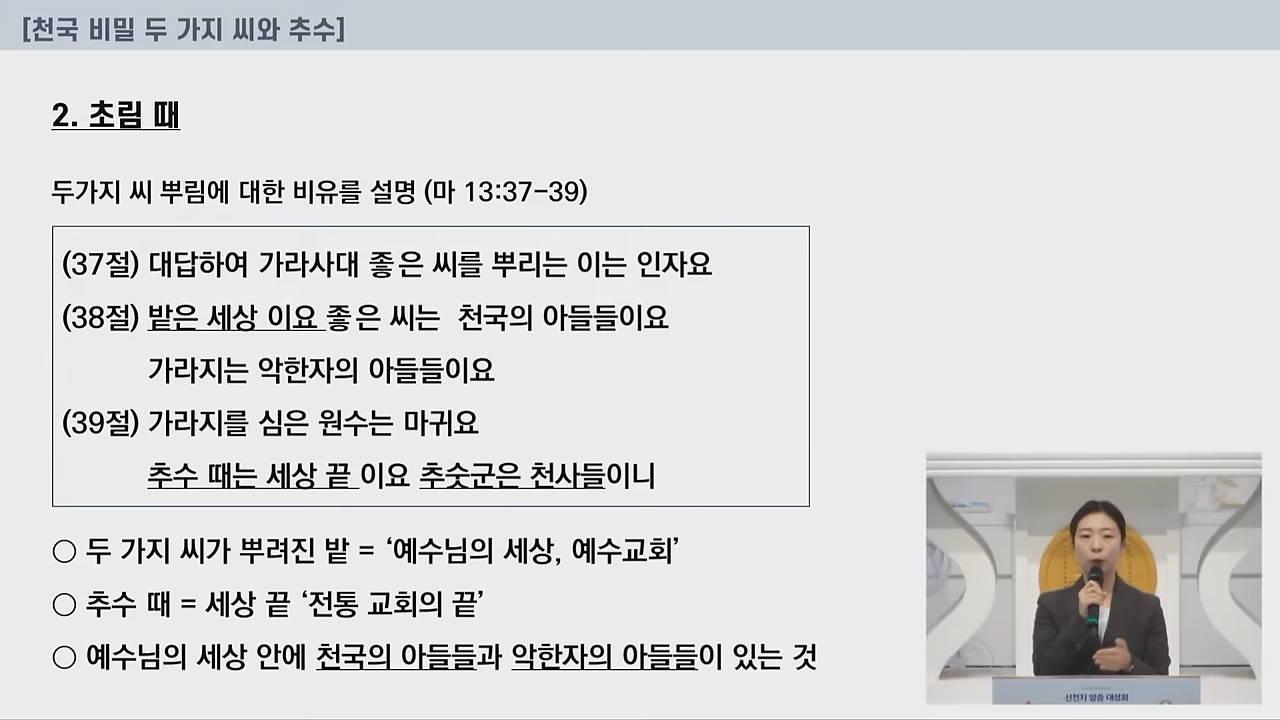 [천국 비밀 두 가지 씨와 추수]
2. 초림 때
두가지 씨 뿌림에 대한 비유를 설명 (마 13:37-39)
(37절) 대답하여 가라사대 좋은 씨를 뿌리는 이는 인자요
(38절) 밭은 세상 이요 좋은 씨는 천국의 아들들이요
가라지는 악한자의 아들들이요
(39절) 가라지를 심은 원수는 마귀요
추수 때는 세상 끝 이요 추숫군은 천사들이니
○ 두 가지 씨가 뿌려진 밭 = ‘예수님의 세상, 예수교회’
○ 추수 때 = 세상 끝 ‘전통 교회의 끝’
○ 예수님의 세상 안에 천국의 아들들과 악한자의 아들들이 있는 것
신천지 말씀 대성회